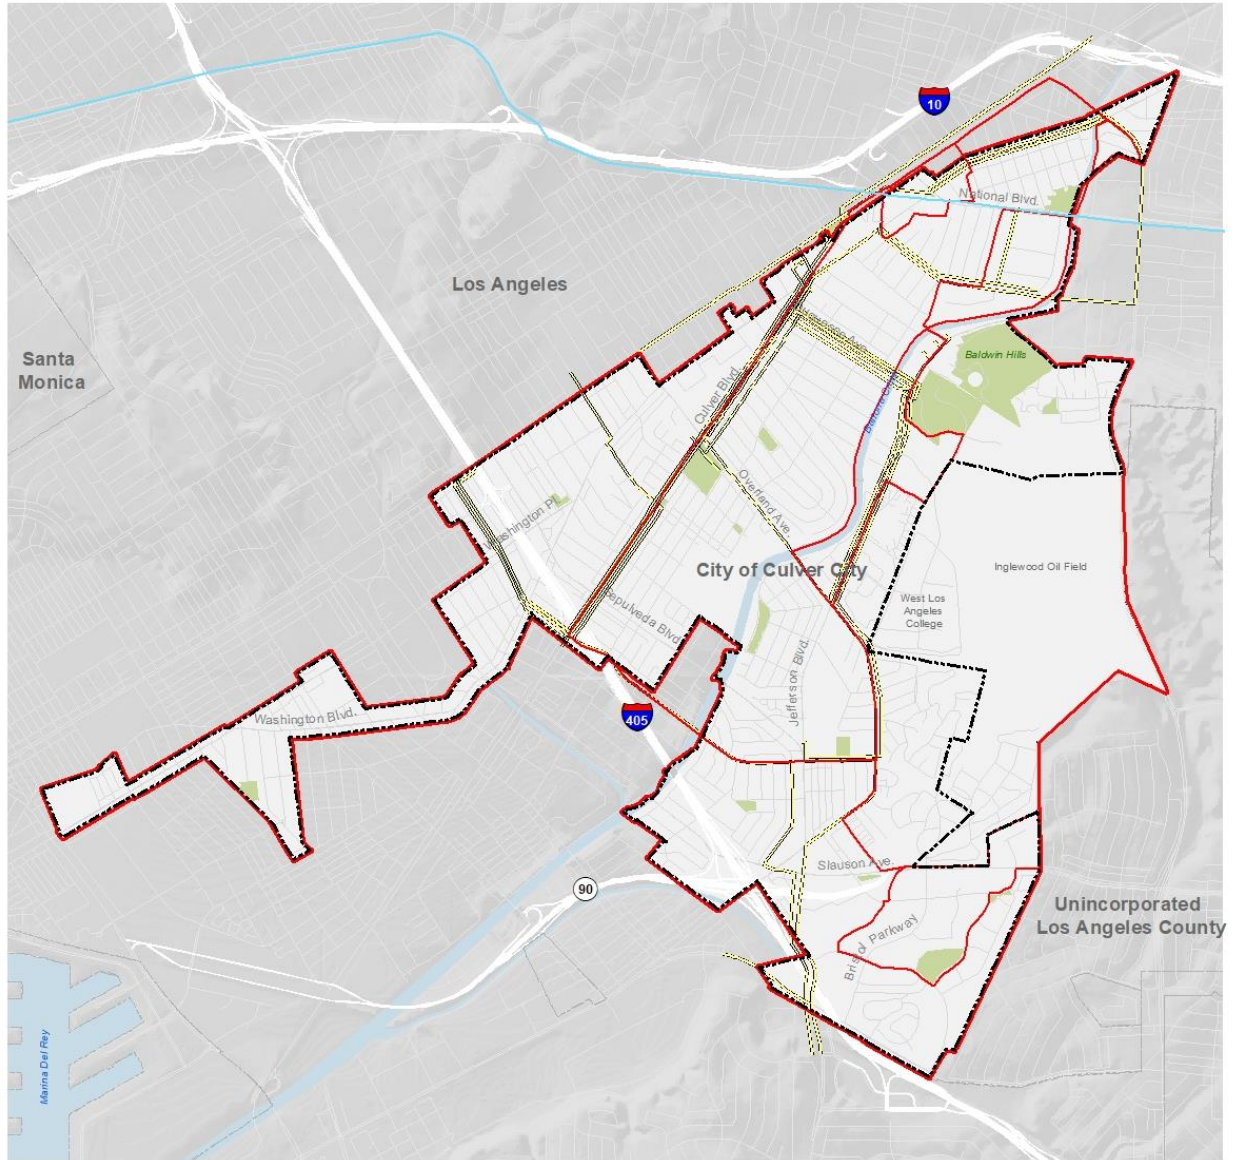 10
National Blvd.
Los Angeles
Santa
Monica
Baldwin Hills
Culver Blvd.
Overland Ave.
Washington Pl.
City of Culver City
Inglewood Oil Field
West Los
Angeles
College
Sepulveda Blvd.
Jefferson Blvd.
405
Washington Blvd.
Slauson Ave.
90
Unincorporated
Los Angeles County
Bristol Parkway
Marina Del Rey